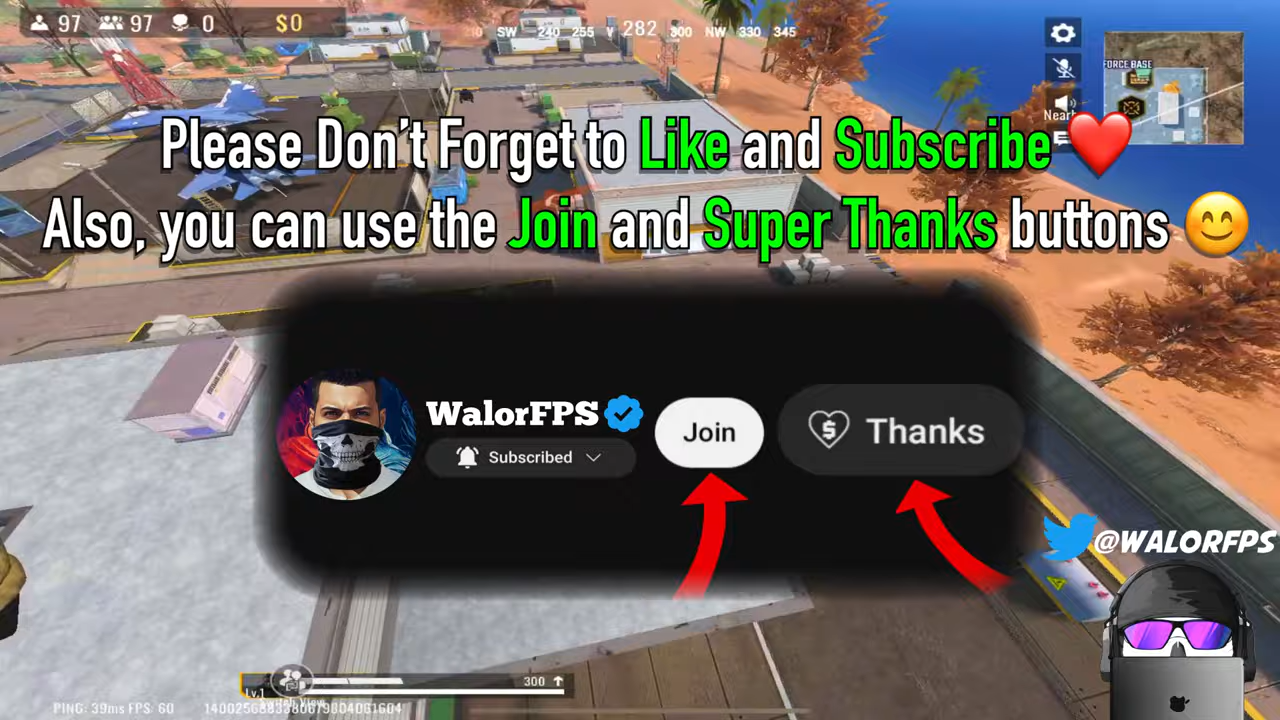 97 97 0 $0
SW 240 255 282 300 NW 330 345
FORCE BASE
Please Don't Forget to Like and Subscribe ❤️
Also, you can use the Join and Super Thanks buttons 😊
WalorFPS
Subscribed
Join
Thanks
@WALORFPS
300
Lv.1
PING: 39ms FPS: 60